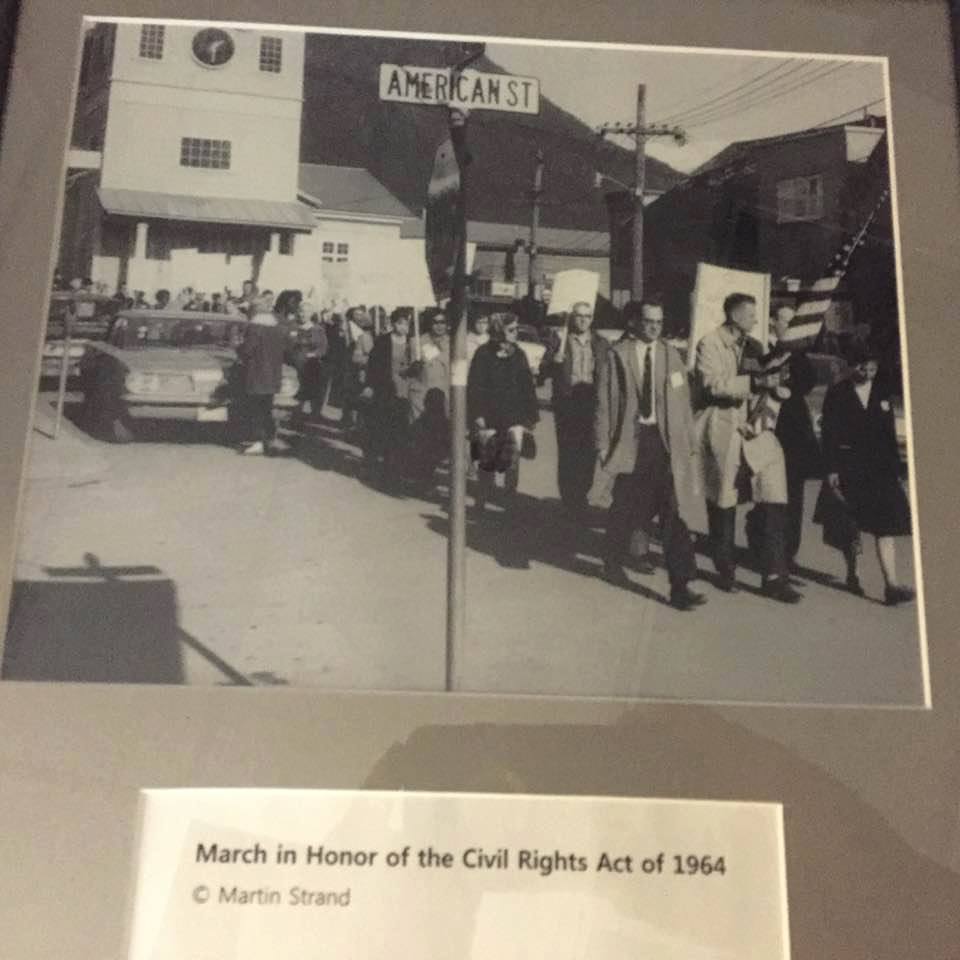 AMERICAN ST
March in Honor of the Civil Rights Act of 1964
© Martin Strand